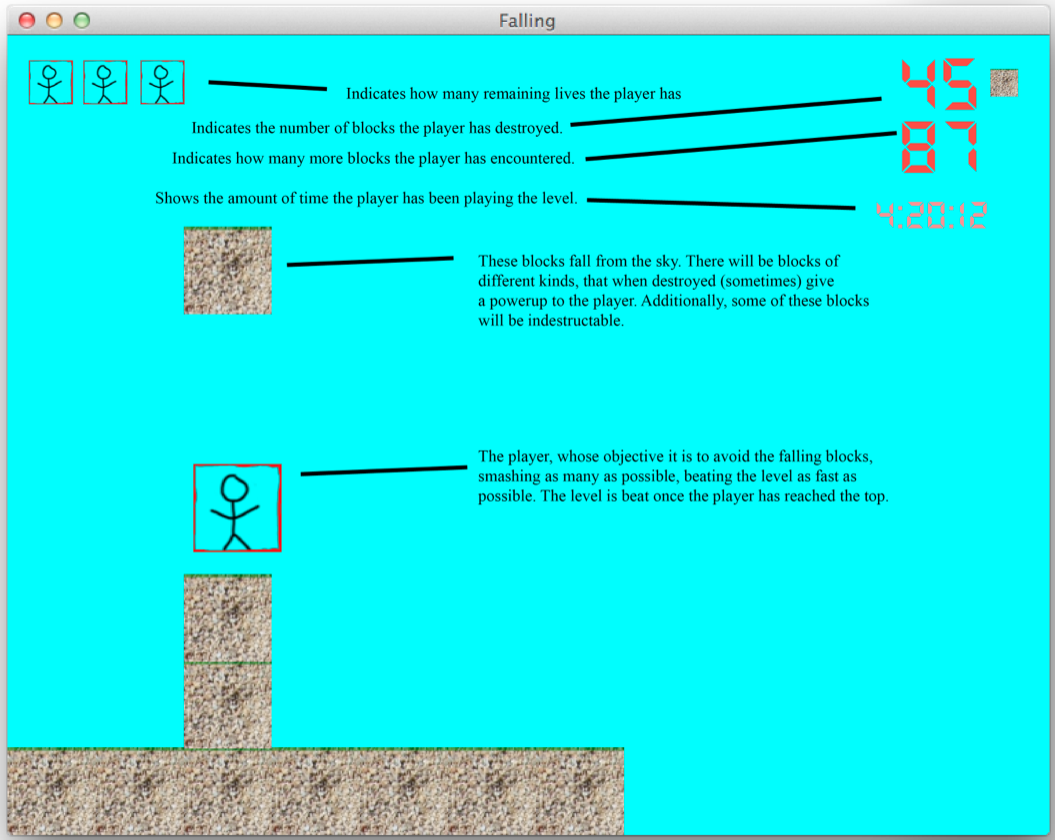 Falling
Indicates how many remaining lives the player has
45
Indicates the number of blocks the player has destroyed.
87
Indicates how many more blocks the player has encountered.
Shows the amount of time the player has been playing the level.
4:20:12
These blocks fall from the sky. There will be blocks of
different kinds, that when destroyed (sometimes) give
a powerup to the player. Additionally, some of these blocks
will be indestructable.
The player, whose objective it is to avoid the falling blocks,
smashing as many as possible, beating the level as fast as
possible. The level is beat once the player has reached the top.